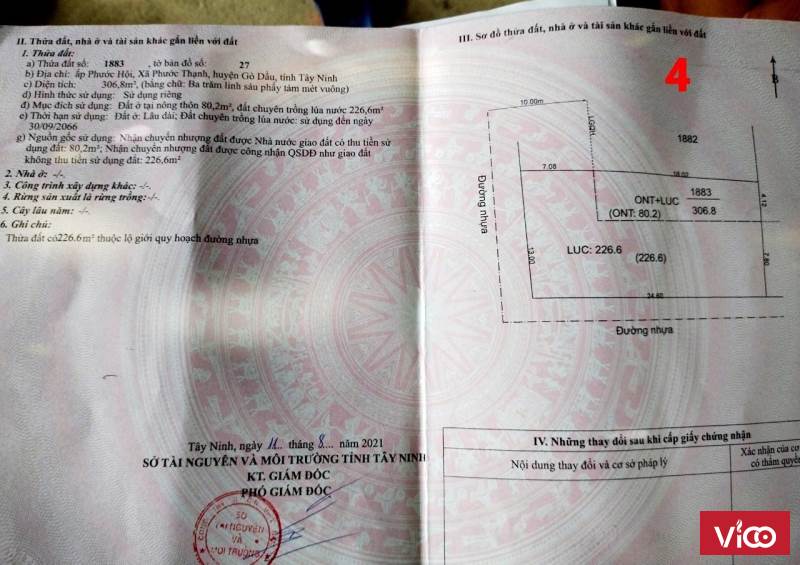 II. Thửa đất, nhà ở và tài sản khác gắn liền với đất
1. Thửa đất:
a) Thửa đất số: 1883 , tờ bản đồ số: 27
b) Địa chỉ: ấp Phước Hội, Xã Phước Thạnh, huyện Gò Dầu, tỉnh Tây Ninh
c) Diện tích: 306,8m², (bằng chữ: Ba trăm linh sáu phẩy tám mét vuông)
d) Hình thức sử dụng: Sử dụng riêng
đ) Mục đích sử dụng: Đất ở tại nông thôn 80,2m², đất chuyên trồng lúa nước 226,6m²
e) Thời hạn sử dụng: Đất ở: Lâu dài; Đất chuyên trồng lúa nước: sử dụng đến ngày
30/09/2066
g) Nguồn gốc sử dụng: Nhận chuyển nhượng đất được Nhà nước giao đất có thu tiền sử
dụng đất: 80,2m²; Nhận chuyển nhượng đất được công nhận QSDĐ như giao đất
không thu tiền sử dụng đất: 226,6m²
2. Nhà ở: -/-.
3. Công trình xây dựng khác: -/-.
4. Rừng sản xuất là rừng trồng:-/-.
5. Cây lâu năm: -/-.
6. Ghi chú:
Thửa đất có226.6m² thuộc lộ giới quy hoạch đường nhựa
Tây Ninh, ngày 11 tháng 8 năm 2021
SỞ TÀI NGUYÊN VÀ MÔI TRƯỜNG TỈNH TÂY NINH
KT. GIÁM ĐỐC
PHÓ GIÁM ĐỐC
SỞ
TÀI NGUYÊN
VÀ
MÔI TRƯỜNG
III. Sơ đồ thửa đất, nhà ở và tài sản khác gắn liền với đất
4
B
10.00m
LGQH
1882
7.08
18.02
ONT+LUC 1883
(ONT: 80.2) 306.8
4.12
Đường nhựa
13.00
LUC: 226.6
(226.6)
7.80
24.60
Đường nhựa
IV. Những thay đổi sau khi cấp giấy chứng nhận
Nội dung thay đổi và cơ sở pháp lý
Xác nhận của cơ
có thẩm quyền
ViCO